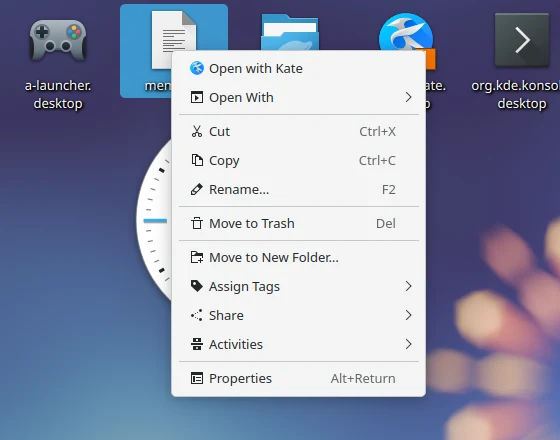 a-launcher.
desktop
org.kde.konsol
desktop
Open with Kate
Open With
Cut Ctrl+X
Copy Ctrl+C
Rename... F2
Move to Trash Del
Move to New Folder...
Assign Tags
Share
Activities
Properties Alt+Return